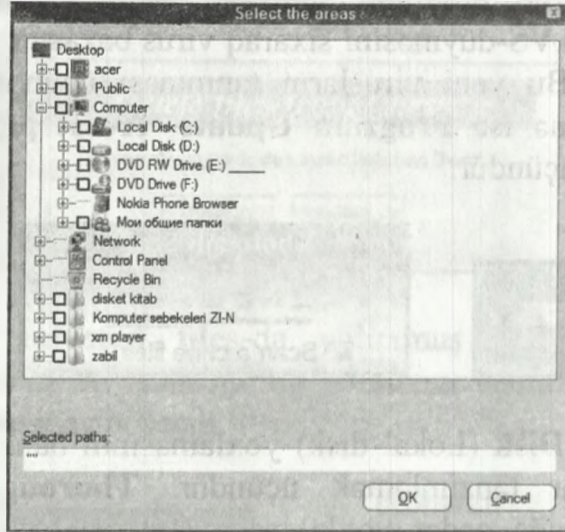 Select the areas
Desktop
acer
Public
Computer
Local Disk (C:)
Local Disk (D:)
DVD RW Drive (E:) _____
DVD Drive (F:)
Nokia Phone Browser
Мои общие папки
Network
Control Panel
Recycle Bin
disket kitab
Komputer sebekeleri ZI-N
xm player
zabil
Selected paths:
""
OK
Cancel